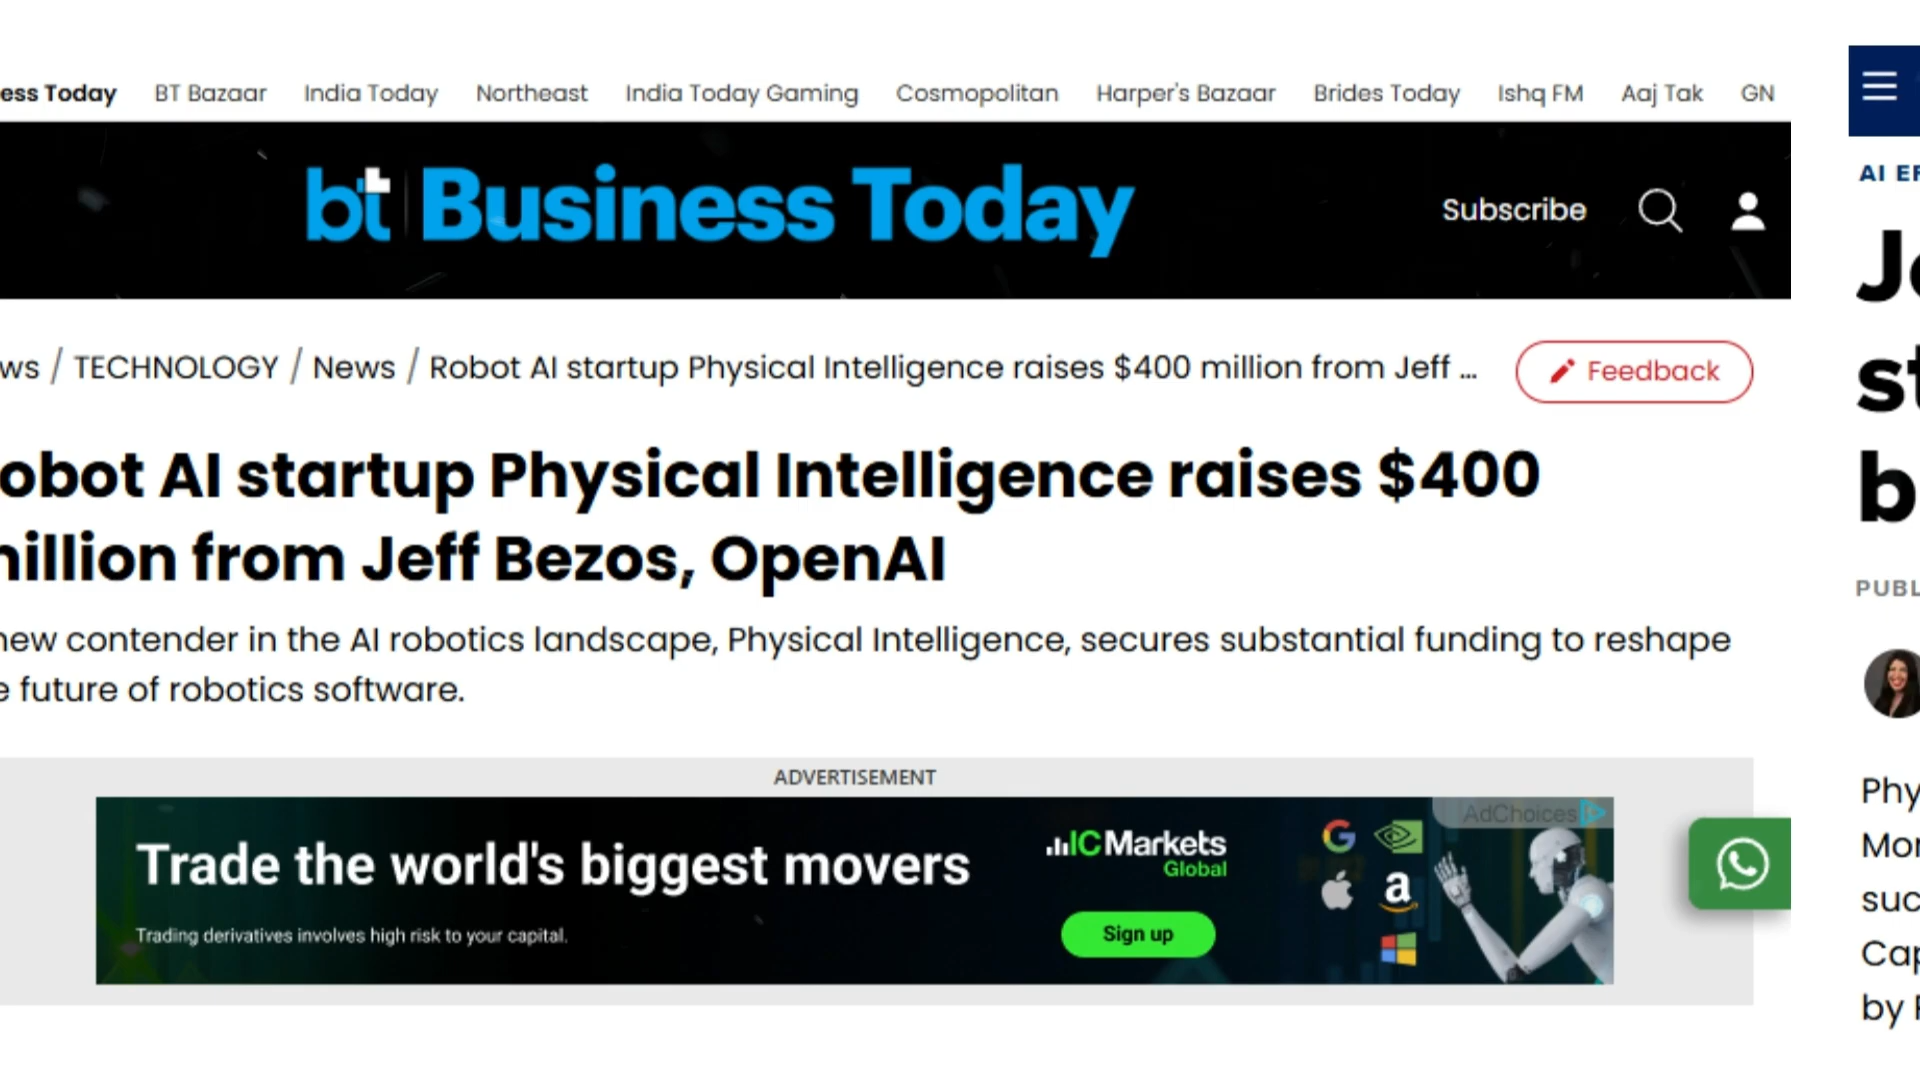 ess Today BT Bazaar India Today Northeast India Today Gaming Cosmopolitan Harper's Bazaar Brides Today Ishq FM Aaj Tak GN
bt Business Today
Subscribe
ws / TECHNOLOGY / News / Robot AI startup Physical Intelligence raises $400 million from Jeff ...
Feedback
obot AI startup Physical Intelligence raises $400
illion from Jeff Bezos, OpenAI
new contender in the AI robotics landscape, Physical Intelligence, secures substantial funding to reshape
e future of robotics software.
ADVERTISEMENT
Trade the world's biggest movers
Trading derivatives involves high risk to your capital.
IC Markets
Global
Sign up
AdChoices
a
AI E
J
st
b
PUBL
Phy
Mor
suc
Cap
by